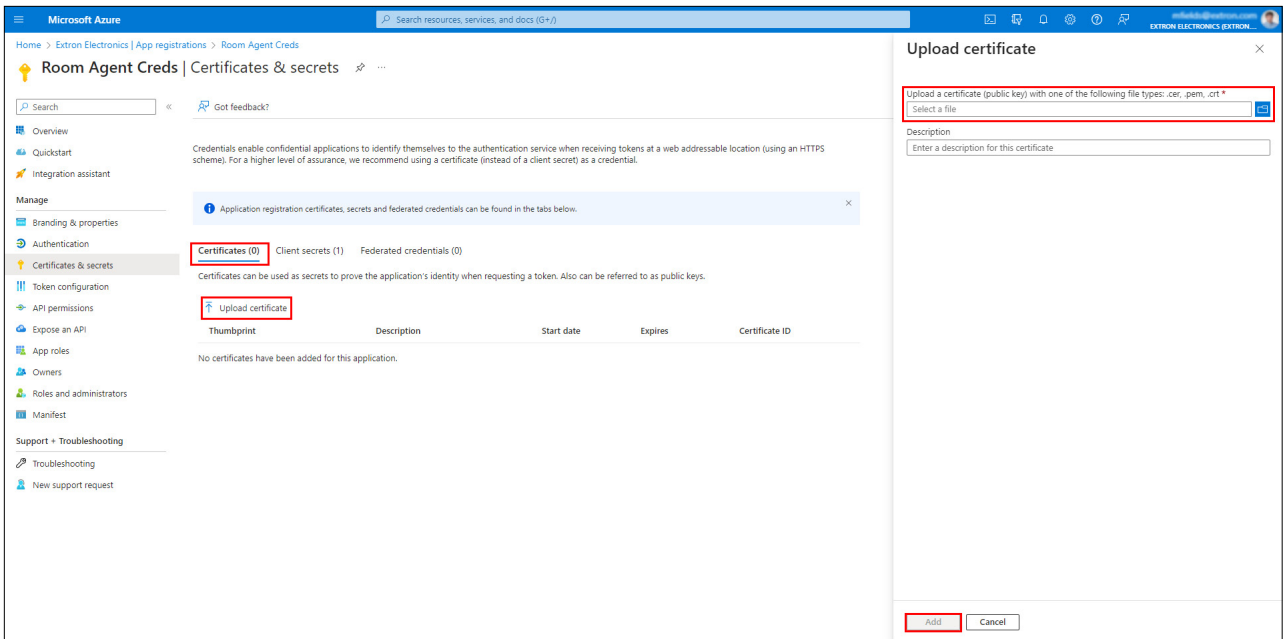 Microsoft Azure
Search resources, services, and docs (G+/)
mfields@extron.com
EXTRON ELECTRONICS (EXTRON....
Home > Extron Electronics | App registrations > Room Agent Creds
Room Agent Creds | Certificates & secrets
Search
Overview
Quickstart
Integration assistant
Manage
Branding & properties
Authentication
Certificates & secrets
Token configuration
API permissions
Expose an API
App roles
Owners
Roles and administrators
Manifest
Support + Troubleshooting
Troubleshooting
New support request
Got feedback?
Credentials enable confidential applications to identify themselves to the authentication service when receiving tokens at a web addressable location (using an HTTPS
scheme). For a higher level of assurance, we recommend using a certificate (instead of a client secret) as a credential.
Application registration certificates, secrets and federated credentials can be found in the tabs below.
Certificates (0) Client secrets (1) Federated credentials (0)
Certificates can be used as secrets to prove the application's identity when requesting a token. Also can be referred to as public keys.
Upload certificate
Thumbprint Description Start date Expires Certificate ID
No certificates have been added for this application.
Upload certificate
Upload a certificate (public key) with one of the following file types: .cer, .pem, .crt *
Select a file
Description
Enter a description for this certificate
Add Cancel